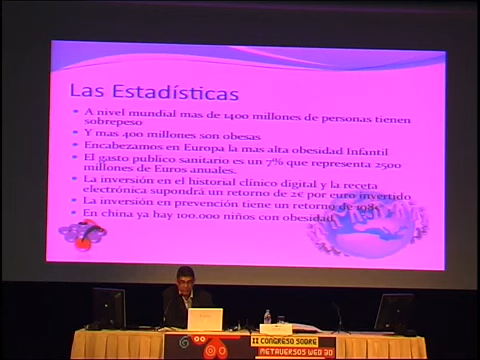 Las Estadísticas
• A nivel mundial mas de 1400 millones de personas tienen
sobrepeso
• Y mas 400 millones son obesas
• Encabezamos en Europa la mas alta obesidad Infantil
• El gasto publico sanitario es un 7% que representa 2500
millones de Euros anuales.
• La inversión en el historial clínico digital y la receta
electrónica supondrá un retorno de 2€ por euro invertido
• La inversión en prevención tiene un retorno de
• En china ya hay 100.000 niños con obesidad
II CONGRESO SOBRE
METAVERSOS WEB 3D